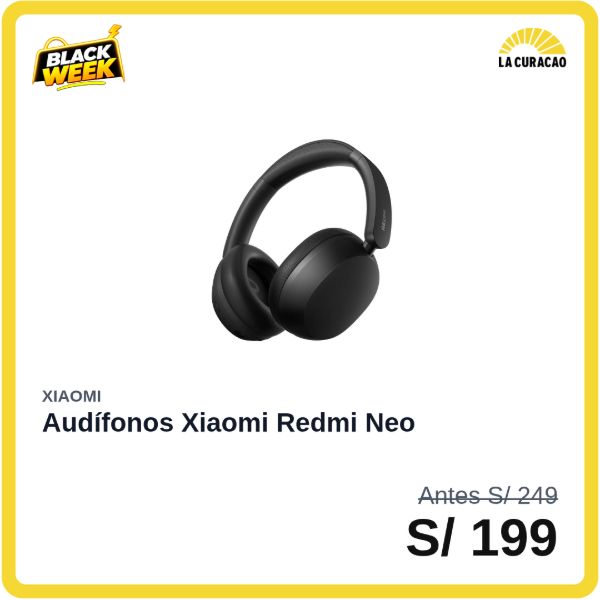 BLACK
WEEK
LA CURACAO
XIAOMI
Audífonos Xiaomi Redmi Neo
Antes S/ 249
S/ 199